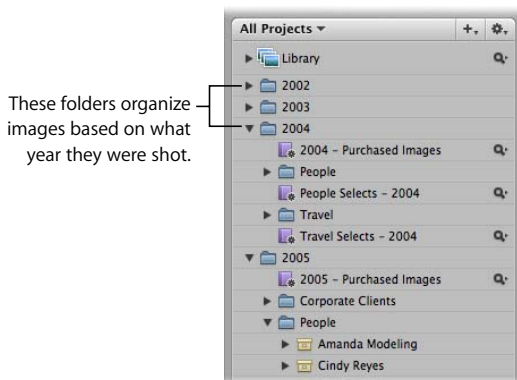 All Projects
Library
2002
2003
2004
2004 – Purchased Images
People
People Selects – 2004
Travel
Travel Selects – 2004
2005
2005 – Purchased Images
Corporate Clients
People
Amanda Modeling
Cindy Reyes
These folders organize
images based on what
year they were shot.